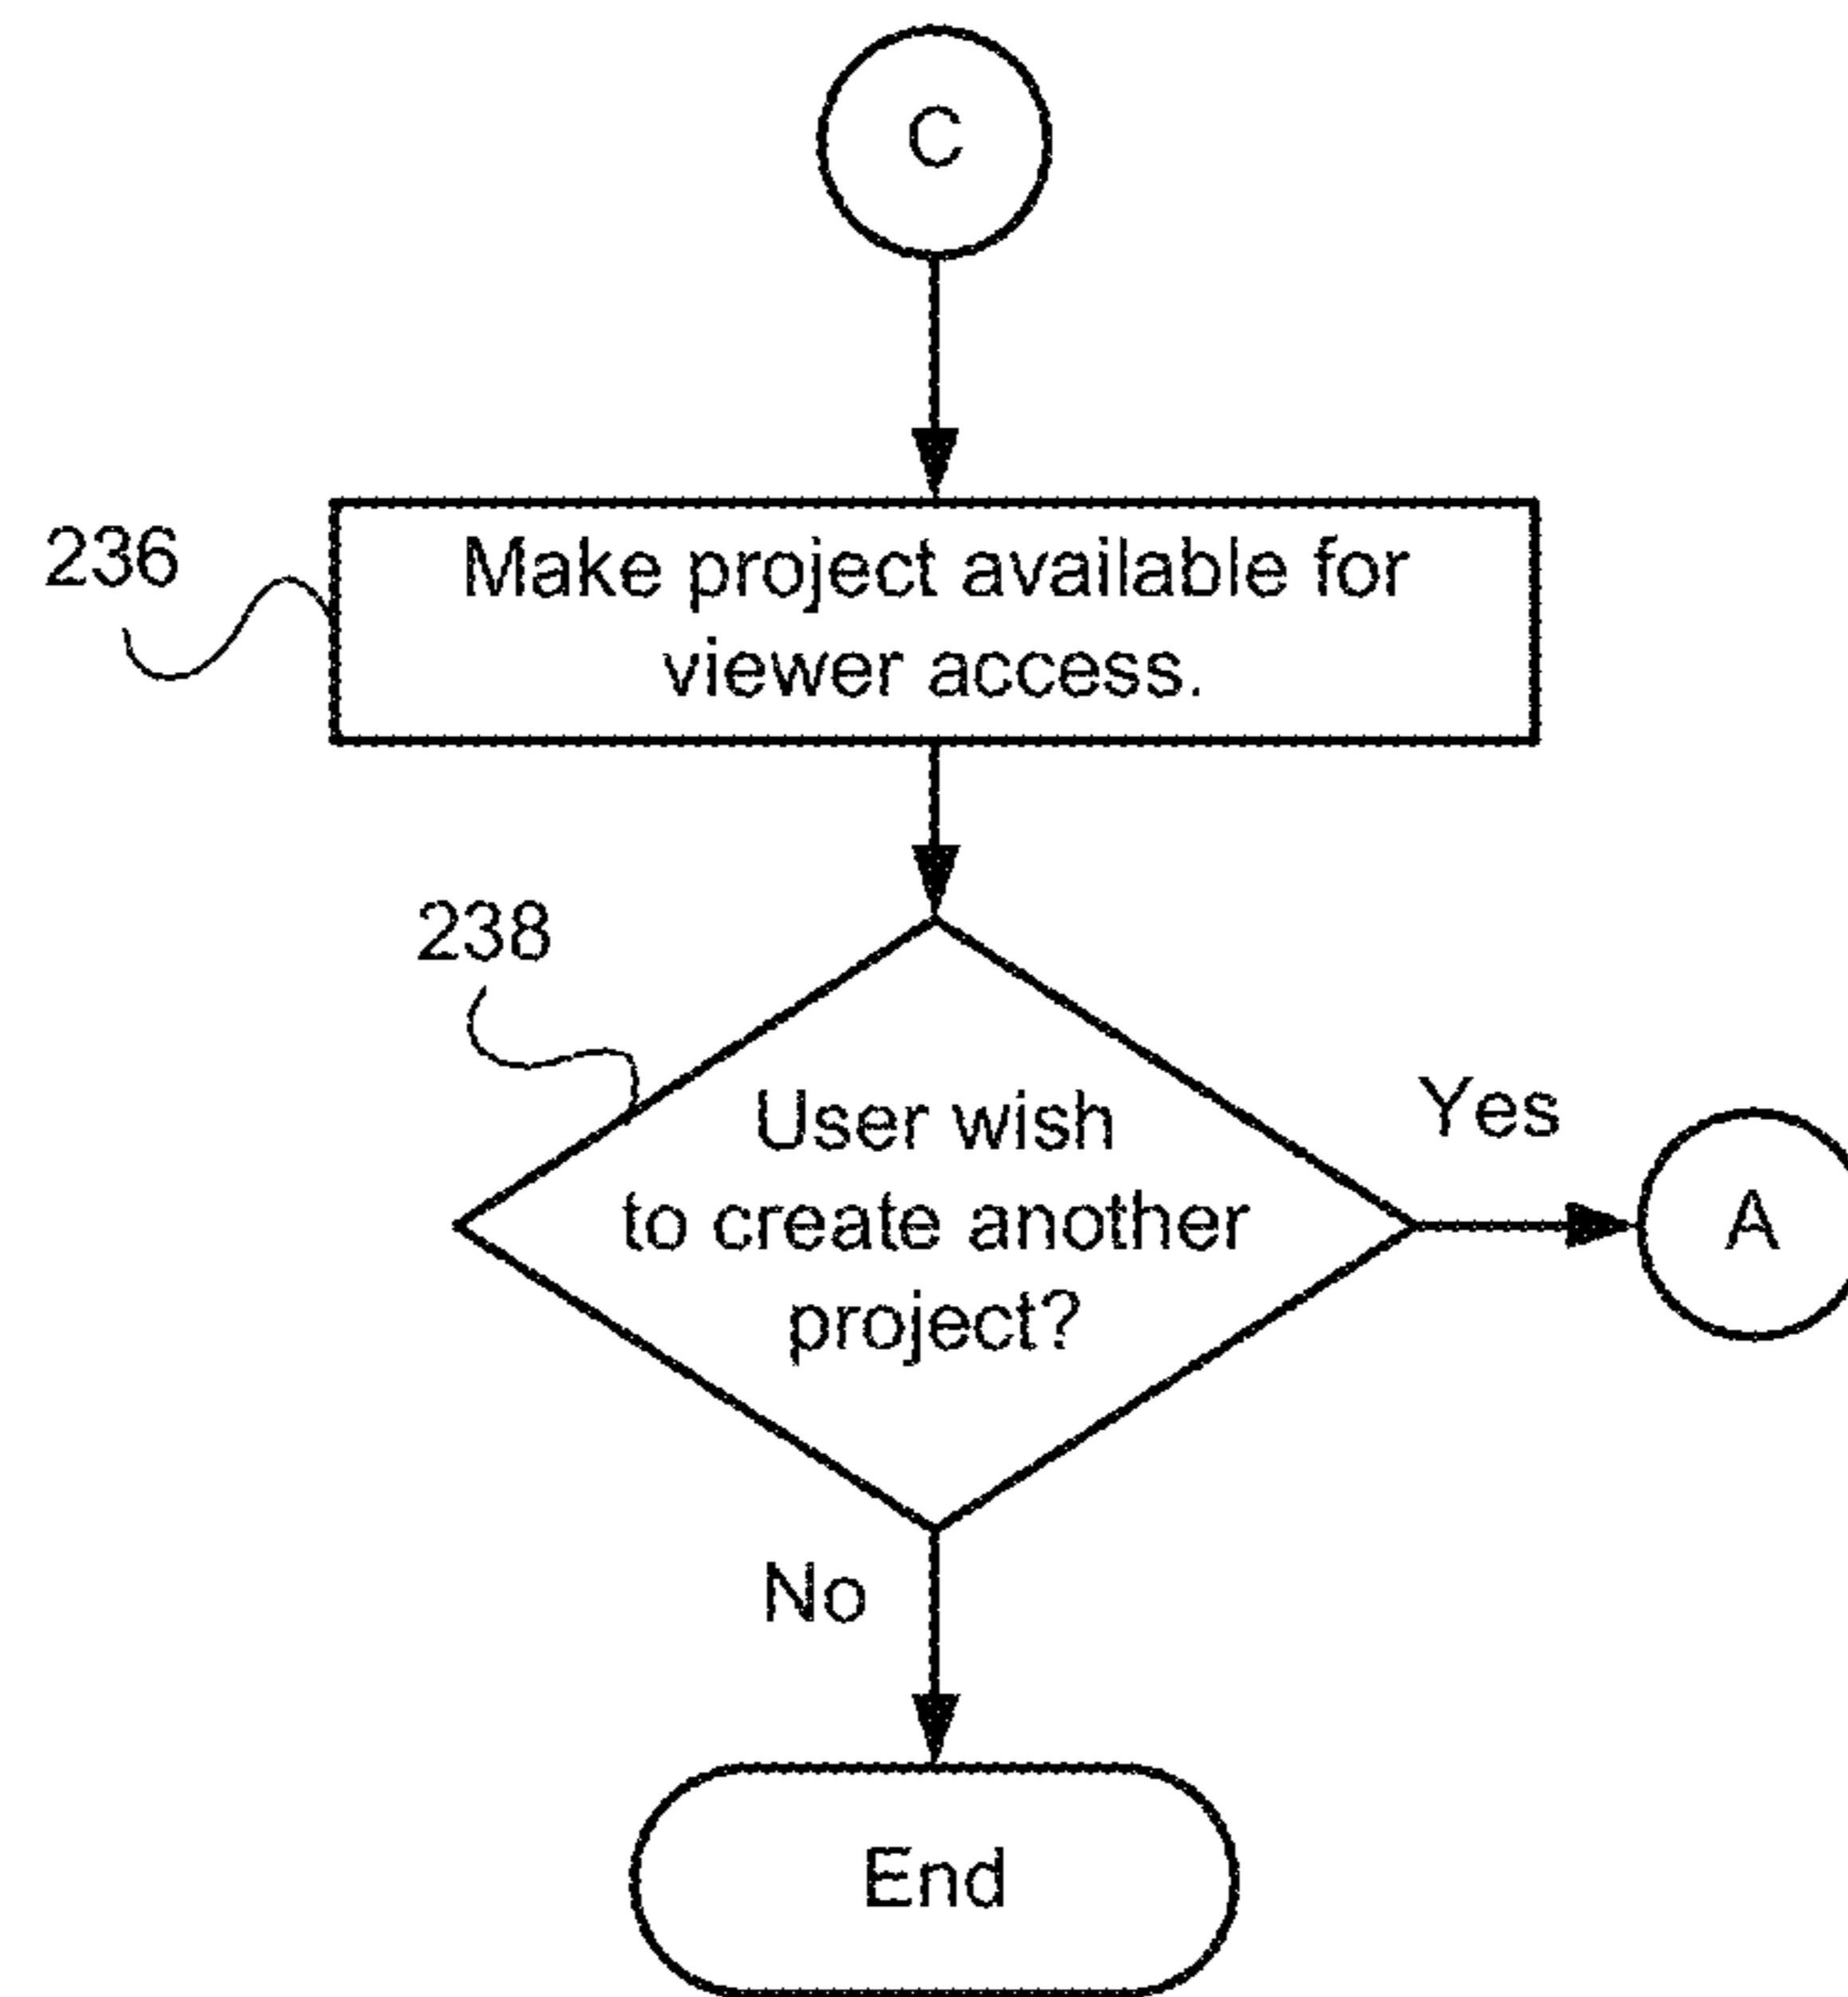 C
236
Make project available for
viewer access.
238
User wish
to create another
project?
Yes
A
No
End